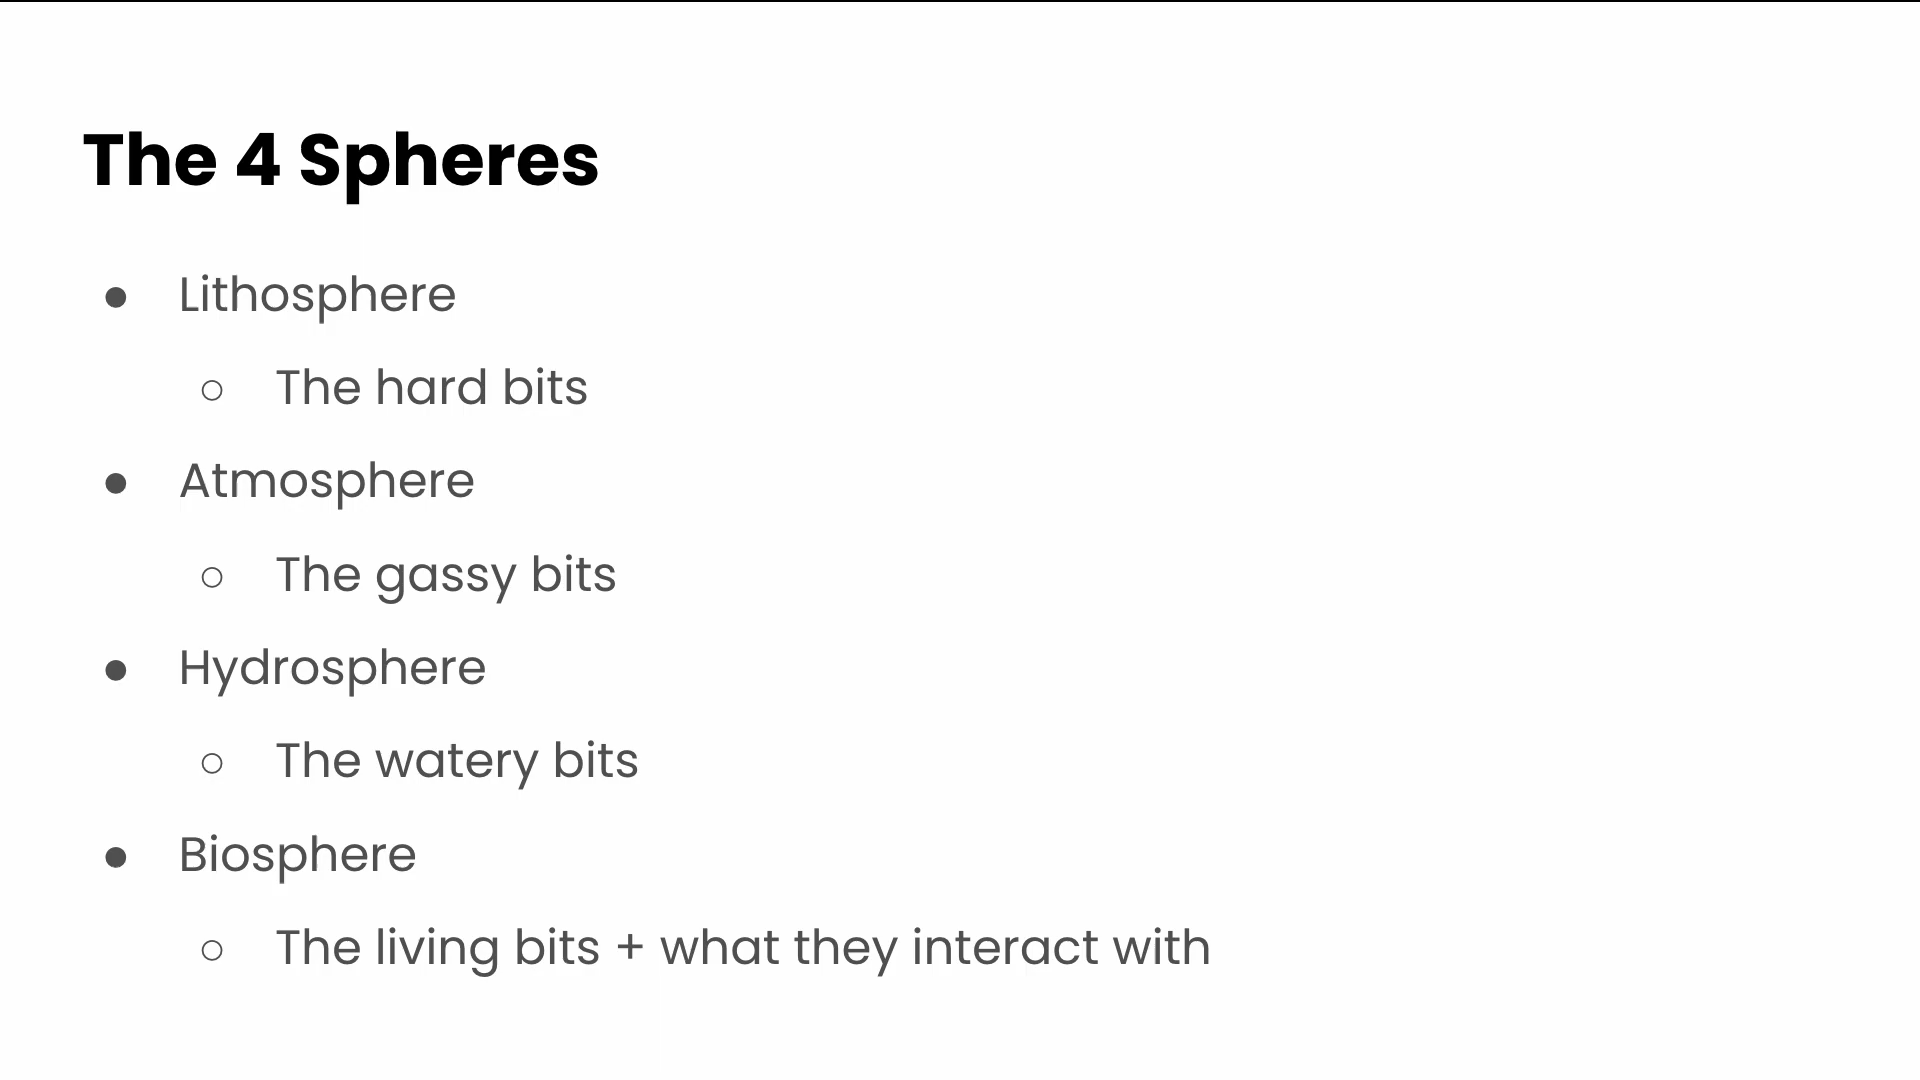 The 4 Spheres
● Lithosphere
○ The hard bits
● Atmosphere
○ The gassy bits
● Hydrosphere
○ The watery bits
● Biosphere
○ The living bits + what they interact with